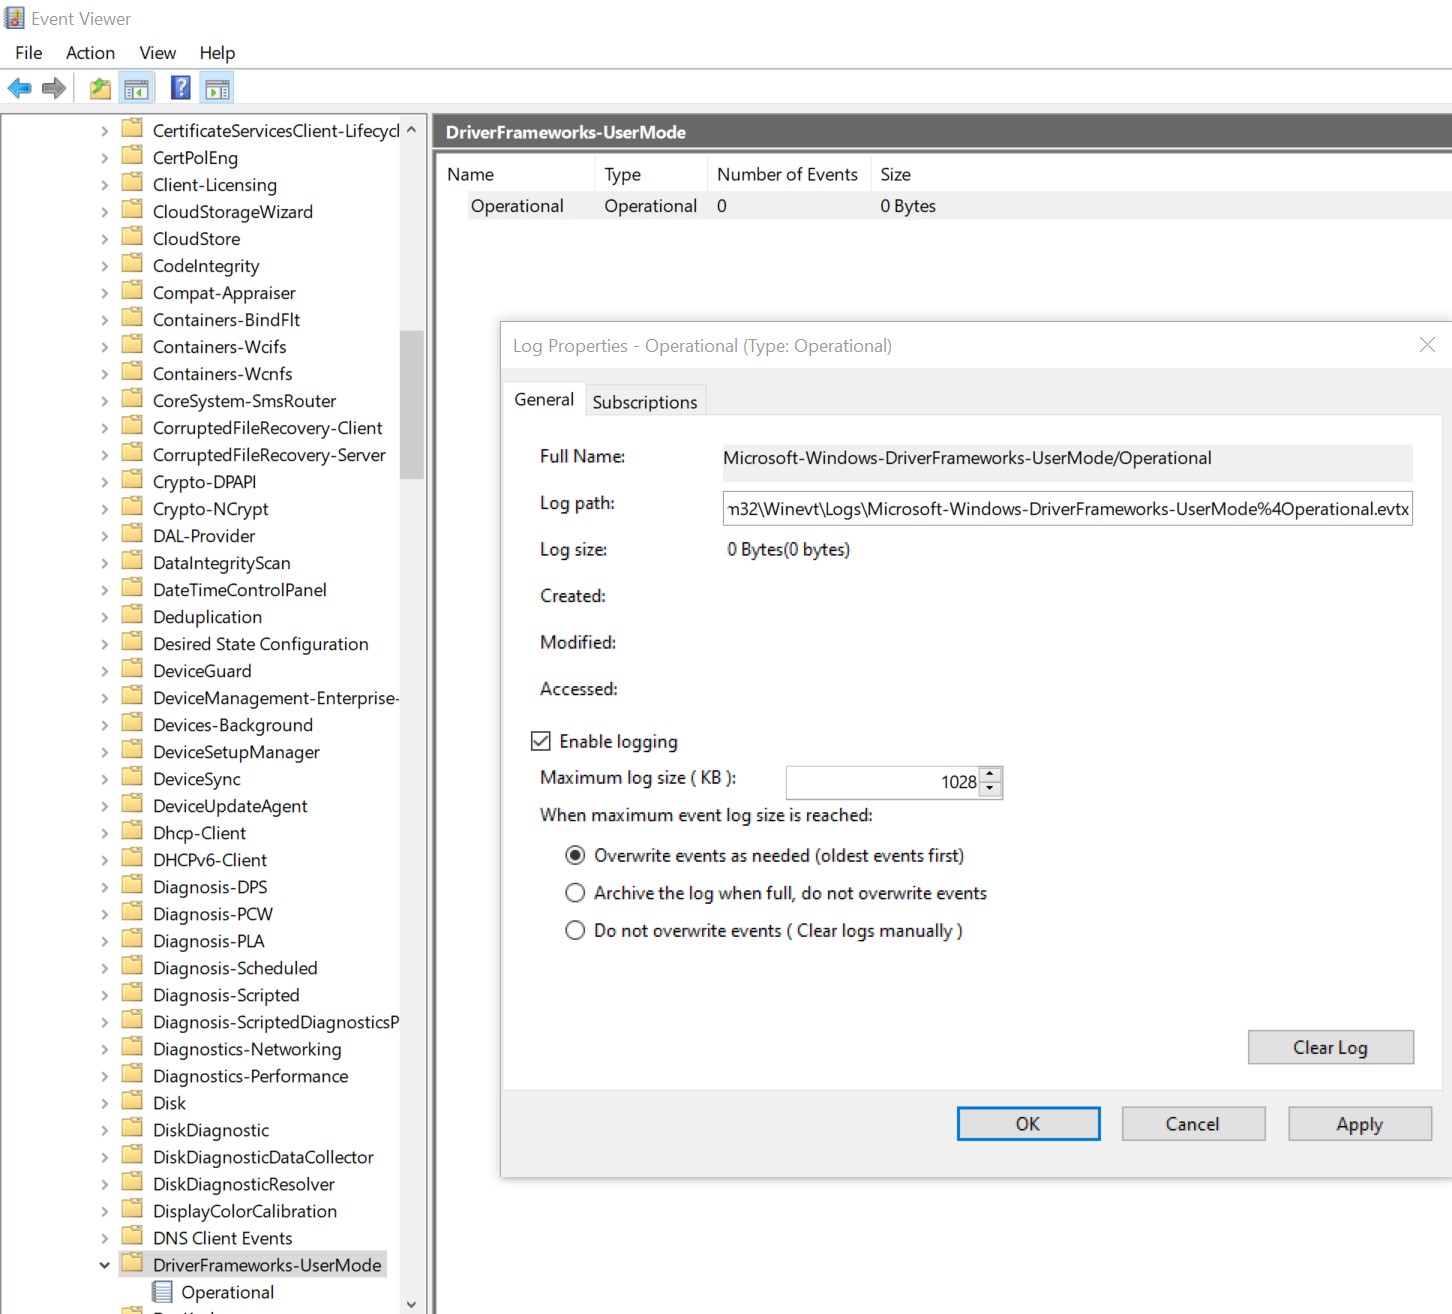 Event Viewer
File Action View Help
CertificateServicesClient-Lifecycl
CertPolEng
Client-Licensing
CloudStorageWizard
CloudStore
CodeIntegrity
Compat-Appraiser
Containers-BindFlt
Containers-Wcifs
Containers-Wcnfs
CoreSystem-SmsRouter
CorruptedFileRecovery-Client
CorruptedFileRecovery-Server
Crypto-DPAPI
Crypto-NCrypt
DAL-Provider
DataIntegrityScan
DateTimeControlPanel
Deduplication
Desired State Configuration
DeviceGuard
DeviceManagement-Enterprise-
Devices-Background
DeviceSetupManager
DeviceSync
DeviceUpdateAgent
Dhcp-Client
DHCPv6-Client
Diagnosis-DPS
Diagnosis-PCW
Diagnosis-PLA
Diagnosis-Scheduled
Diagnosis-Scripted
Diagnosis-ScriptedDiagnosticsP
Diagnostics-Networking
Diagnostics-Performance
Disk
DiskDiagnostic
DiskDiagnosticDataCollector
DiskDiagnosticResolver
DisplayColorCalibration
DNS Client Events
DriverFrameworks-UserMode
Operational
DriverFrameworks-UserMode
Name Type Number of Events Size
Operational Operational 0 0 Bytes
Log Properties - Operational (Type: Operational)
General Subscriptions
Full Name: Microsoft-Windows-DriverFrameworks-UserMode/Operational
Log path: m32\Winevt\Logs\Microsoft-Windows-DriverFrameworks-UserMode%4Operational.evtx
Log size: 0 Bytes(0 bytes)
Created:
Modified:
Accessed:
Enable logging
Maximum log size ( KB ): 1028
When maximum event log size is reached:
Overwrite events as needed (oldest events first)
Archive the log when full, do not overwrite events
Do not overwrite events ( Clear logs manually )
Clear Log
OK Cancel Apply